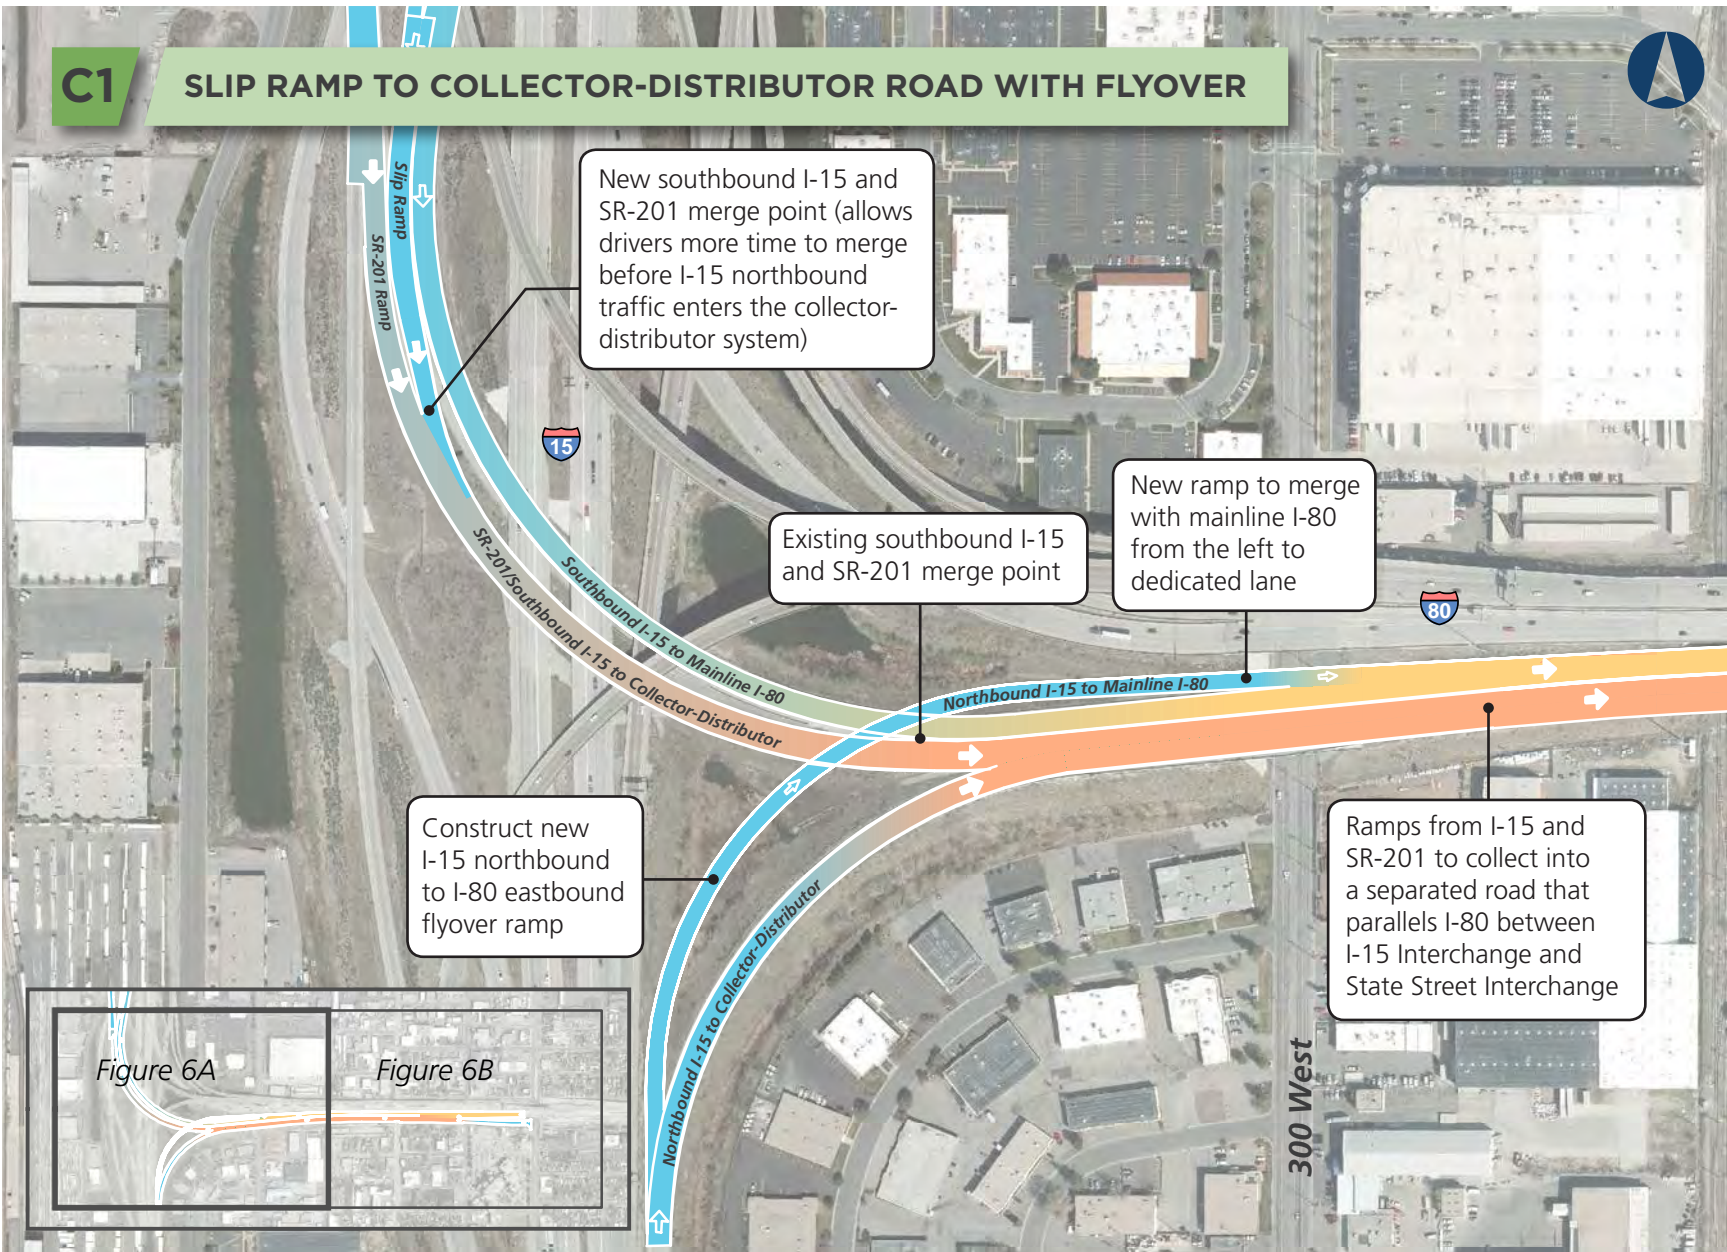 C1
SLIP RAMP TO COLLECTOR-DISTRIBUTOR ROAD WITH FLYOVER
Slip Ramp
SR-201 Ramp
New southbound I-15 and
SR-201 merge point (allows
drivers more time to merge
before I-15 northbound
traffic enters the collector-
distributor system)
15
New ramp to merge
with mainline I-80
from the left to
dedicated lane
Existing southbound I-15
and SR-201 merge point
80
SR-201/Southbound I-15 to Collector-Distributor
Southbound I-15 to Mainline I-80
Northbound I-15 to Mainline I-80
Construct new
I-15 northbound
to I-80 eastbound
flyover ramp
Ramps from I-15 and
SR-201 to collect into
a separated road that
parallels I-80 between
I-15 Interchange and
State Street Interchange
Northbound I-15 to Collector-Distributor
300 West
Figure 6A
Figure 6B